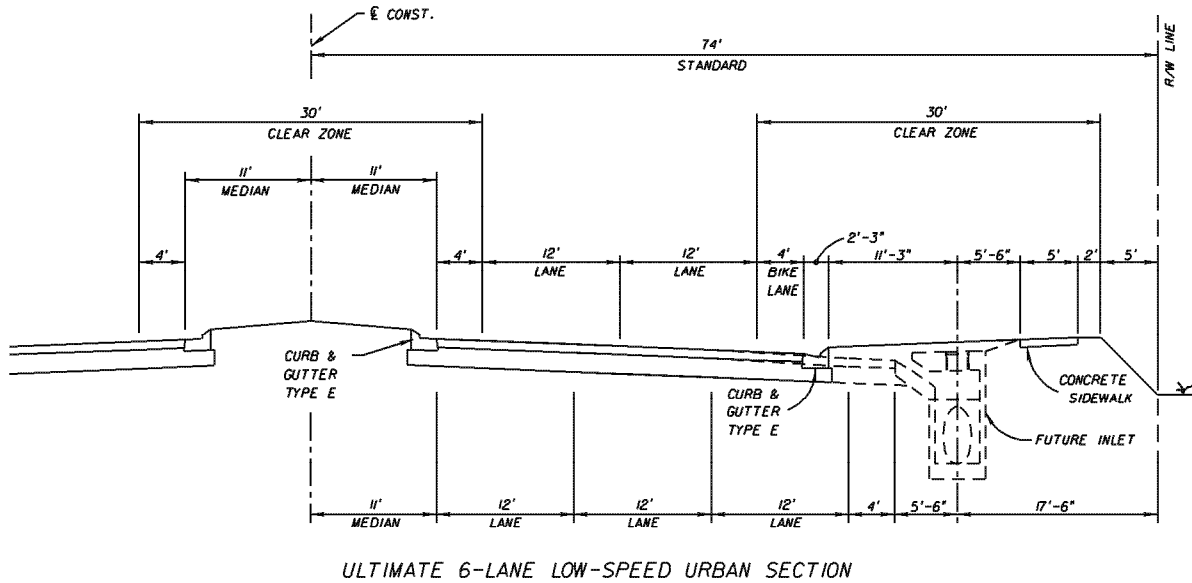 ℄ CONST.
74'
STANDARD
R/W LINE
30'
CLEAR ZONE
30'
CLEAR ZONE
11'
MEDIAN
11'
MEDIAN
4'
4'
12'
LANE
12'
LANE
4'
BIKE
LANE
2'-3"
11'-3"
5'-6"
5'
2'
5'
CURB &
GUTTER
TYPE E
CURB &
GUTTER
TYPE E
CONCRETE
SIDEWALK
FUTURE INLET
11'
MEDIAN
12'
LANE
12'
LANE
12'
LANE
4'
5'-6"
17'-6"
ULTIMATE 6-LANE LOW-SPEED URBAN SECTION